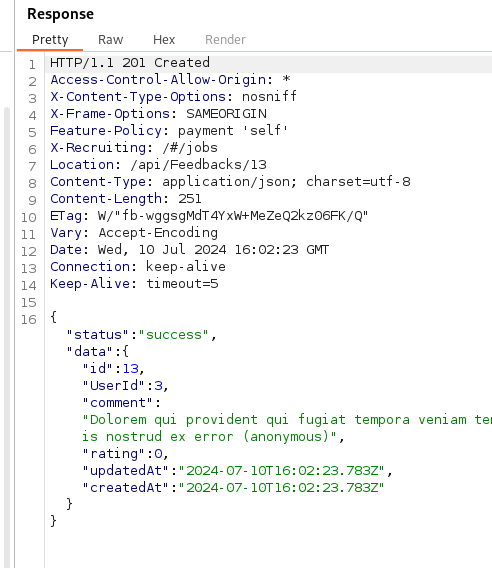 Response
Pretty Raw Hex Render
1 HTTP/1.1 201 Created
2 Access-Control-Allow-Origin: *
3 X-Content-Type-Options: nosniff
4 X-Frame-Options: SAMEORIGIN
5 Feature-Policy: payment 'self'
6 X-Recruiting: /#/jobs
7 Location: /api/Feedbacks/13
8 Content-Type: application/json; charset=utf-8
9 Content-Length: 251
10 ETag: W/"fb-wggsgMdT4YxW+MeZeQ2kz06FK/Q"
11 Vary: Accept-Encoding
12 Date: Wed, 10 Jul 2024 16:02:23 GMT
13 Connection: keep-alive
14 Keep-Alive: timeout=5
15
16 {
"status":"success",
"data":{
"id":13,
"UserId":3,
"comment":
"Dolorem qui provident qui fugiat tempora veniam
is nostrud ex error (anonymous)",
"rating":0,
"updatedAt":"2024-07-10T16:02:23.783Z",
"createdAt":"2024-07-10T16:02:23.783Z"
}
}